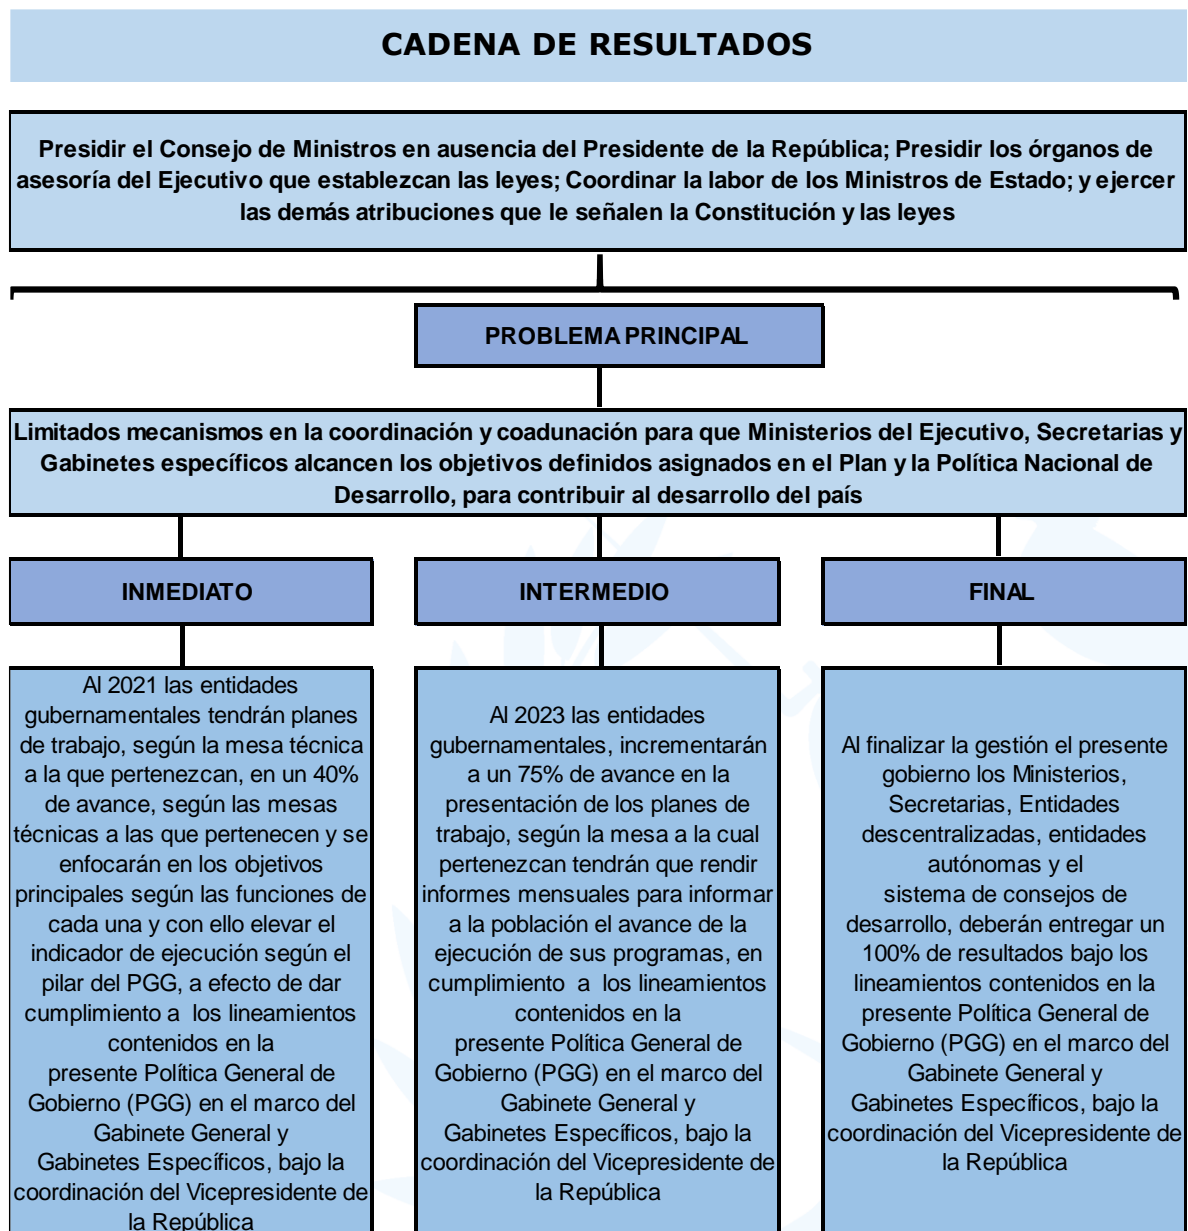 CADENA DE RESULTADOS
Presidir el Consejo de Ministros en ausencia del Presidente de la República; Presidir los órganos de
asesoría del Ejecutivo que establezcan las leyes; Coordinar la labor de los Ministros de Estado; y ejercer
las demás atribuciones que le señalen la Constitución y las leyes
PROBLEMA PRINCIPAL
Limitados mecanismos en la coordinación y coadunación para que Ministerios del Ejecutivo, Secretarias y
Gabinetes específicos alcancen los objetivos definidos asignados en el Plan y la Política Nacional de
Desarrollo, para contribuir al desarrollo del país
INMEDIATO
Al 2021 las entidades
gubernamentales tendrán planes
de trabajo, según la mesa técnica
a la que pertenezcan, en un 40%
de avance, según las mesas
técnicas a las que pertenecen y se
enfocarán en los objetivos
principales según las funciones de
cada una y con ello elevar el
indicador de ejecución según el
pilar del PGG, a efecto de dar
cumplimiento a los lineamientos
contenidos en la
presente Política General de
Gobierno (PGG) en el marco del
Gabinete General y
Gabinetes Específicos, bajo la
coordinación del Vicepresidente de
la República
INTERMEDIO
Al 2023 las entidades
gubernamentales, incrementarán
a un 75% de avance en la
presentación de los planes de
trabajo, según la mesa a la cual
pertenezcan tendrán que rendir
informes mensuales para informar
a la población el avance de la
ejecución de sus programas, en
cumplimiento a los lineamientos
contenidos en la
presente Política General de
Gobierno (PGG) en el marco del
Gabinete General y
Gabinetes Específicos, bajo la
coordinación del Vicepresidente de
la República
FINAL
Al finalizar la gestión el presente
gobierno los Ministerios,
Secretarias, Entidades
descentralizadas, entidades
autónomas y el
sistema de consejos de
desarrollo, deberán entregar un
100% de resultados bajo los
lineamientos contenidos en la
presente Política General de
Gobierno (PGG) en el marco del
Gabinete General y
Gabinetes Específicos, bajo la
coordinación del Vicepresidente de
la República